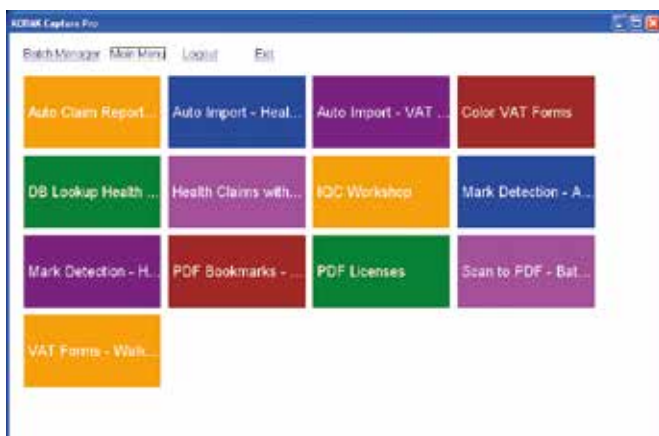 KODAK Capture Pro
Batch Manager Main Menu Logout Exit
Auto Claim Report... Auto Import - Heal... Auto Import - VAT ... Color VAT Forms
DB Lookup Health ... Health Claims with... IQC Workshop Mark Detection - A...
Mark Detection - H... PDF Bookmarks - ... PDF Licenses Scan to PDF - Bat...
VAT Forms - Walk...